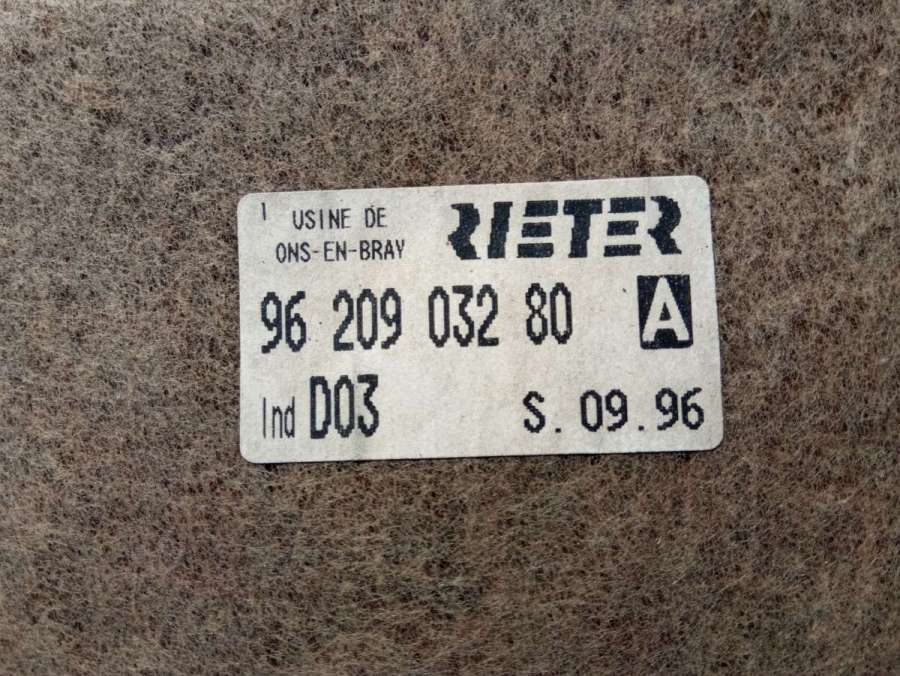 1 USINE DE RIETER
ONS-EN-BRAY
96 209 032 80 A
Ind D03 S. 09.96